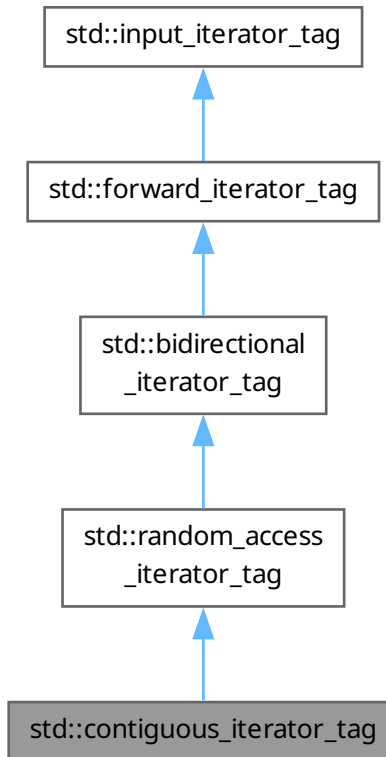 std::input_iterator_tag
std::forward_iterator_tag
std::bidirectional
_iterator_tag
std::random_access
_iterator_tag
std::contiguous_iterator_tag